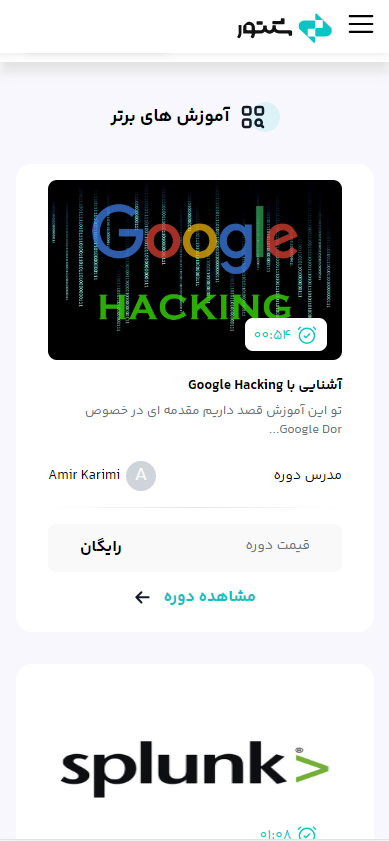 سکتور
آموزش های برتر
Google
HACKING
۰۰:۵۴
آشنایی با Google Hacking
تو این آموزش قصد داریم مقدمه ای در خصوص
Google Dor...
مدرس دوره
A
Amir Karimi
قیمت دوره
رایگان
مشاهده دوره
splunk>
۰۱:۰۸